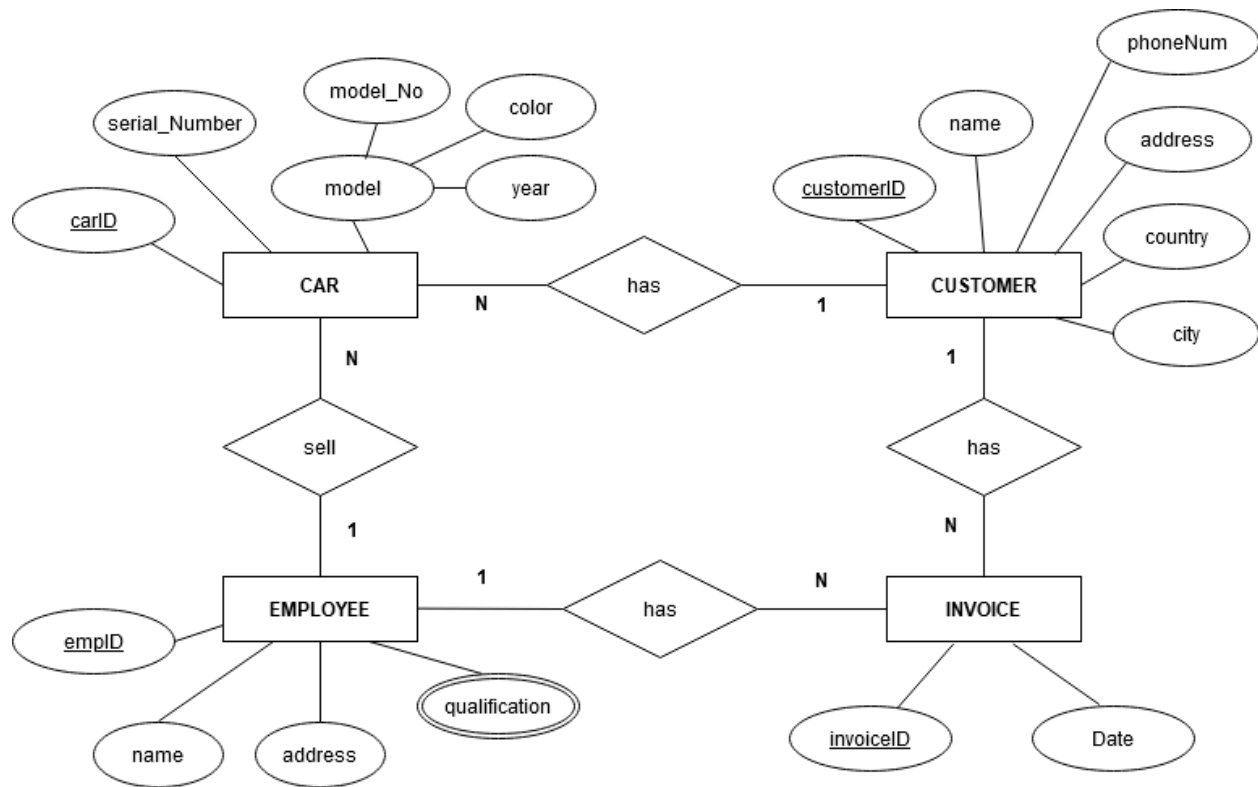 phoneNum
model_No
color
serial_Number
name
address
model
year
customerID
carID
country
CAR
has
CUSTOMER
N
1
city
N
1
sell
has
1
N
1
N
EMPLOYEE
has
INVOICE
empID
qualification
name
address
invoiceID
Date